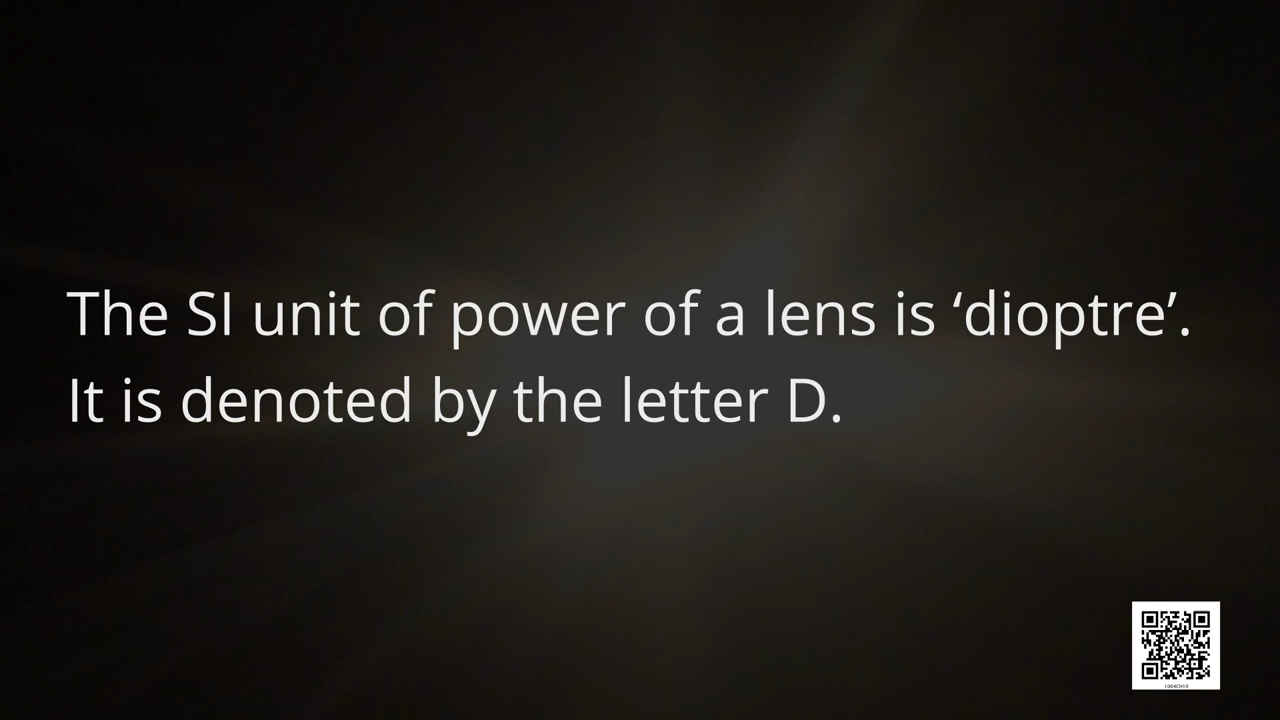 The SI unit of power of a lens is ‘dioptre’.
It is denoted by the letter D.